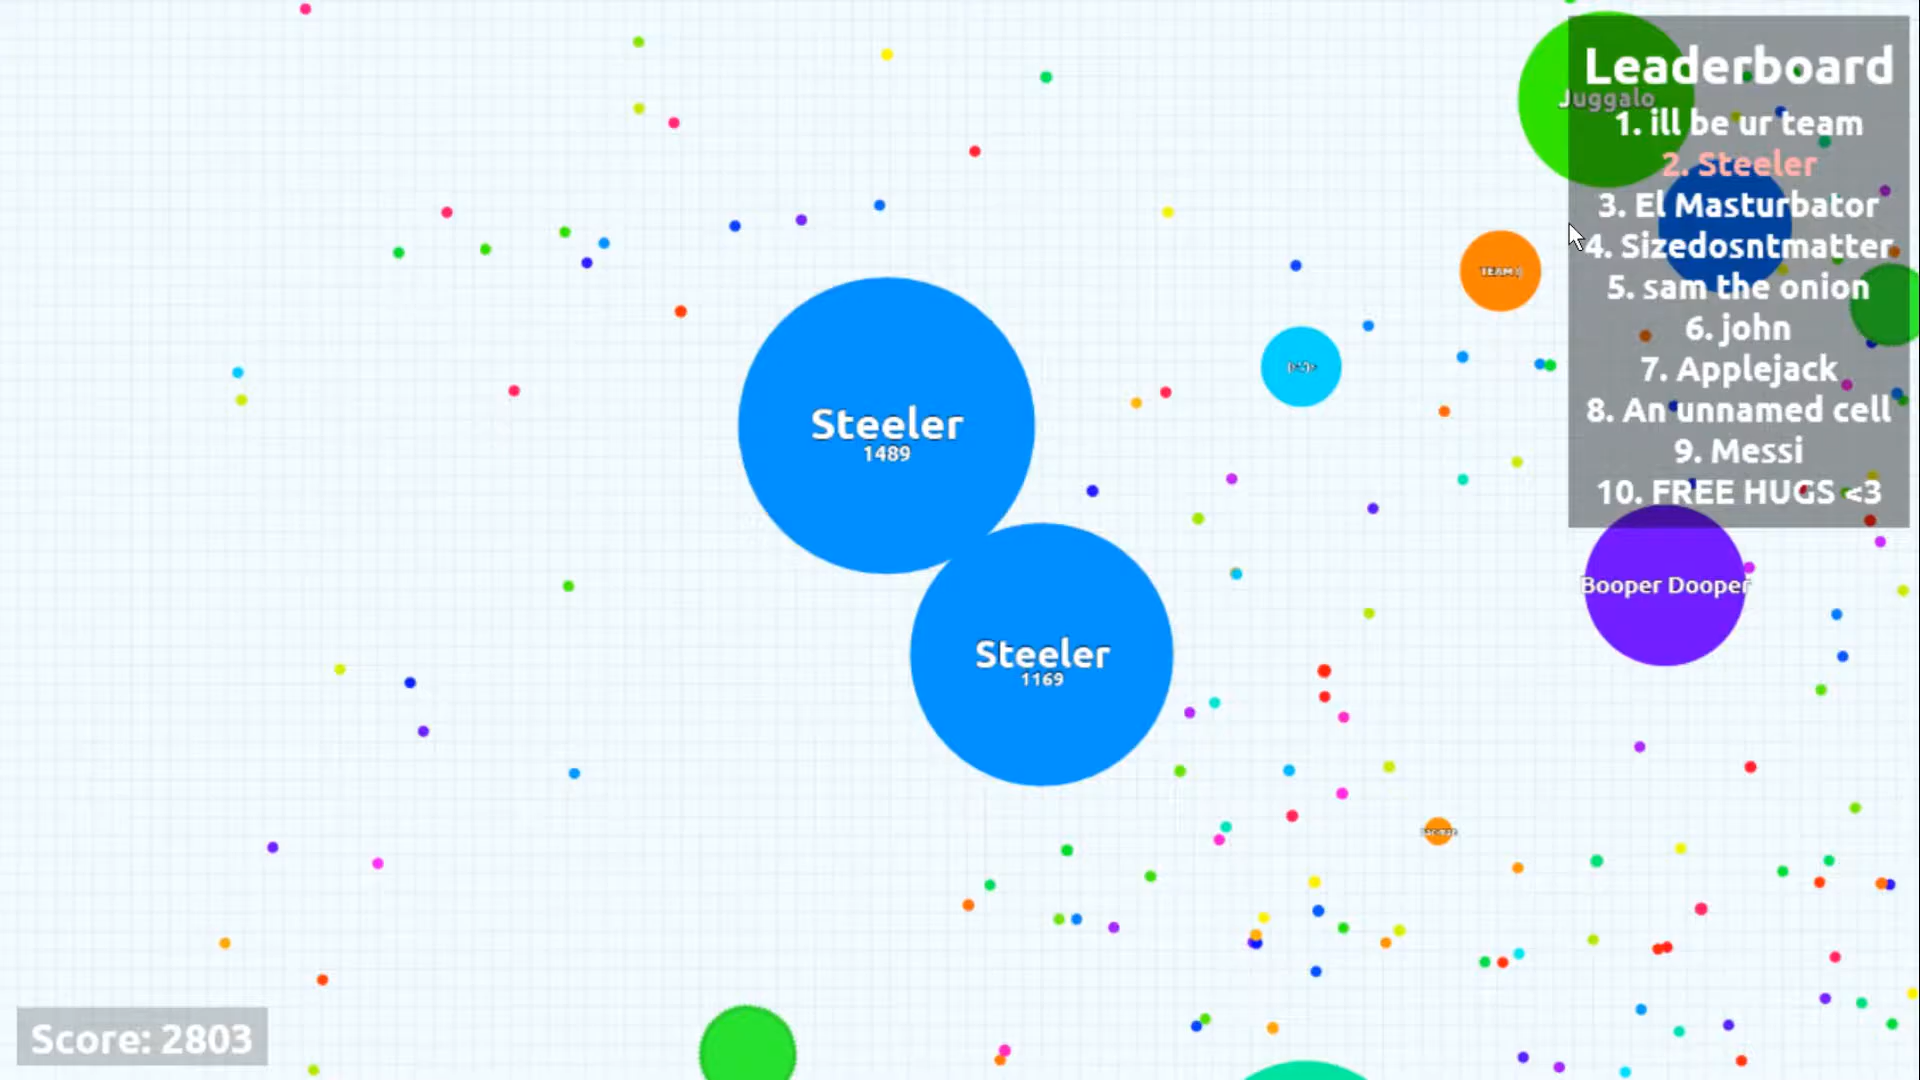 Leaderboard
Juggalo
1. ill be ur team
2. Steeler
3. El Masturbator
4. Sizedosntmatter
5. sam the onion
6. john
7. Applejack
8. An unnamed cell
9. Messi
10. FREE HUGS <3
Steeler
1489
Steeler
1169
Booper Dooper
Score: 2803